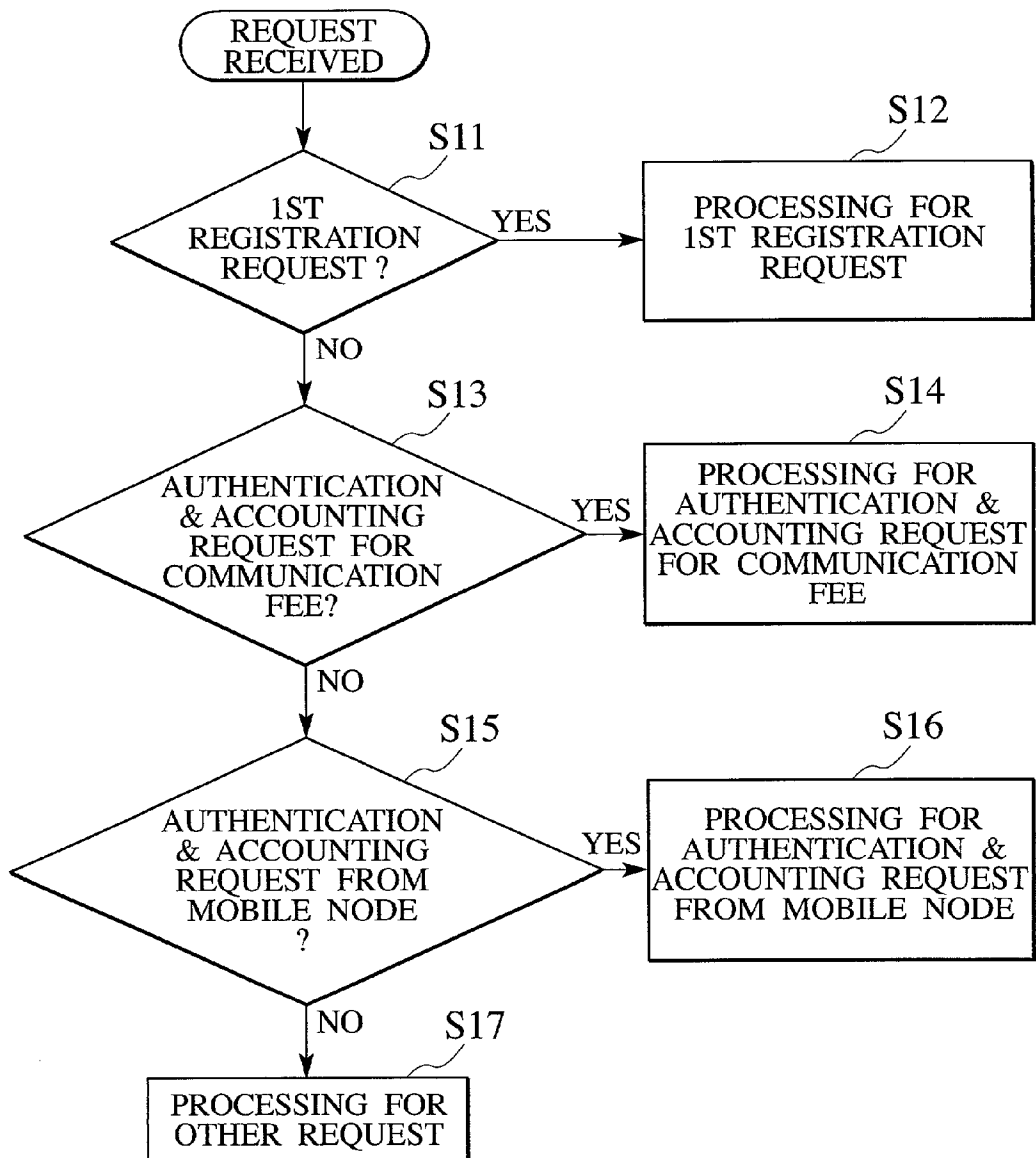 REQUEST
RECEIVED
S11
1ST
REGISTRATION
REQUEST ?
YES
S12
PROCESSING FOR
1ST REGISTRATION
REQUEST
NO
S13
AUTHENTICATION
& ACCOUNTING
REQUEST FOR
COMMUNICATION
FEE?
YES
S14
PROCESSING FOR
AUTHENTICATION &
ACCOUNTING REQUEST
FOR COMMUNICATION
FEE
NO
S15
AUTHENTICATION
& ACCOUNTING
REQUEST FROM
MOBILE NODE
?
YES
S16
PROCESSING FOR
AUTHENTICATION &
ACCOUNTING REQUEST
FROM MOBILE NODE
NO
S17
PROCESSING FOR
OTHER REQUEST